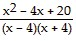 x² – 4x + 20
(x – 4)(x + 4)